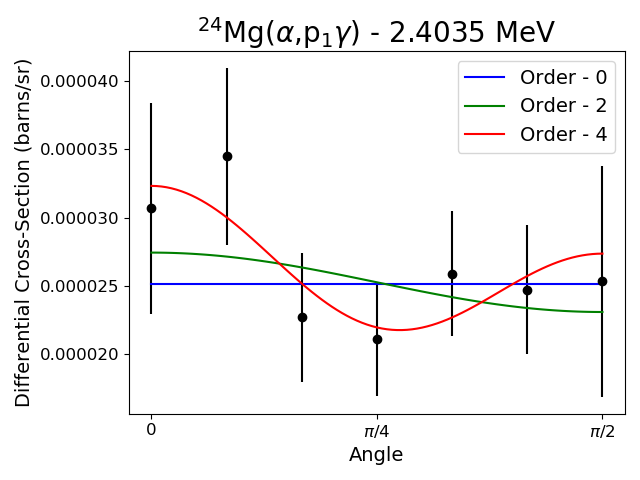 ²⁴Mg(α,p₁γ) - 2.4035 MeV
Differential Cross-Section (barns/sr)
0.000040
0.000035
0.000030
0.000025
0.000020
Order - 0
Order - 2
Order - 4
0
π/4
π/2
Angle